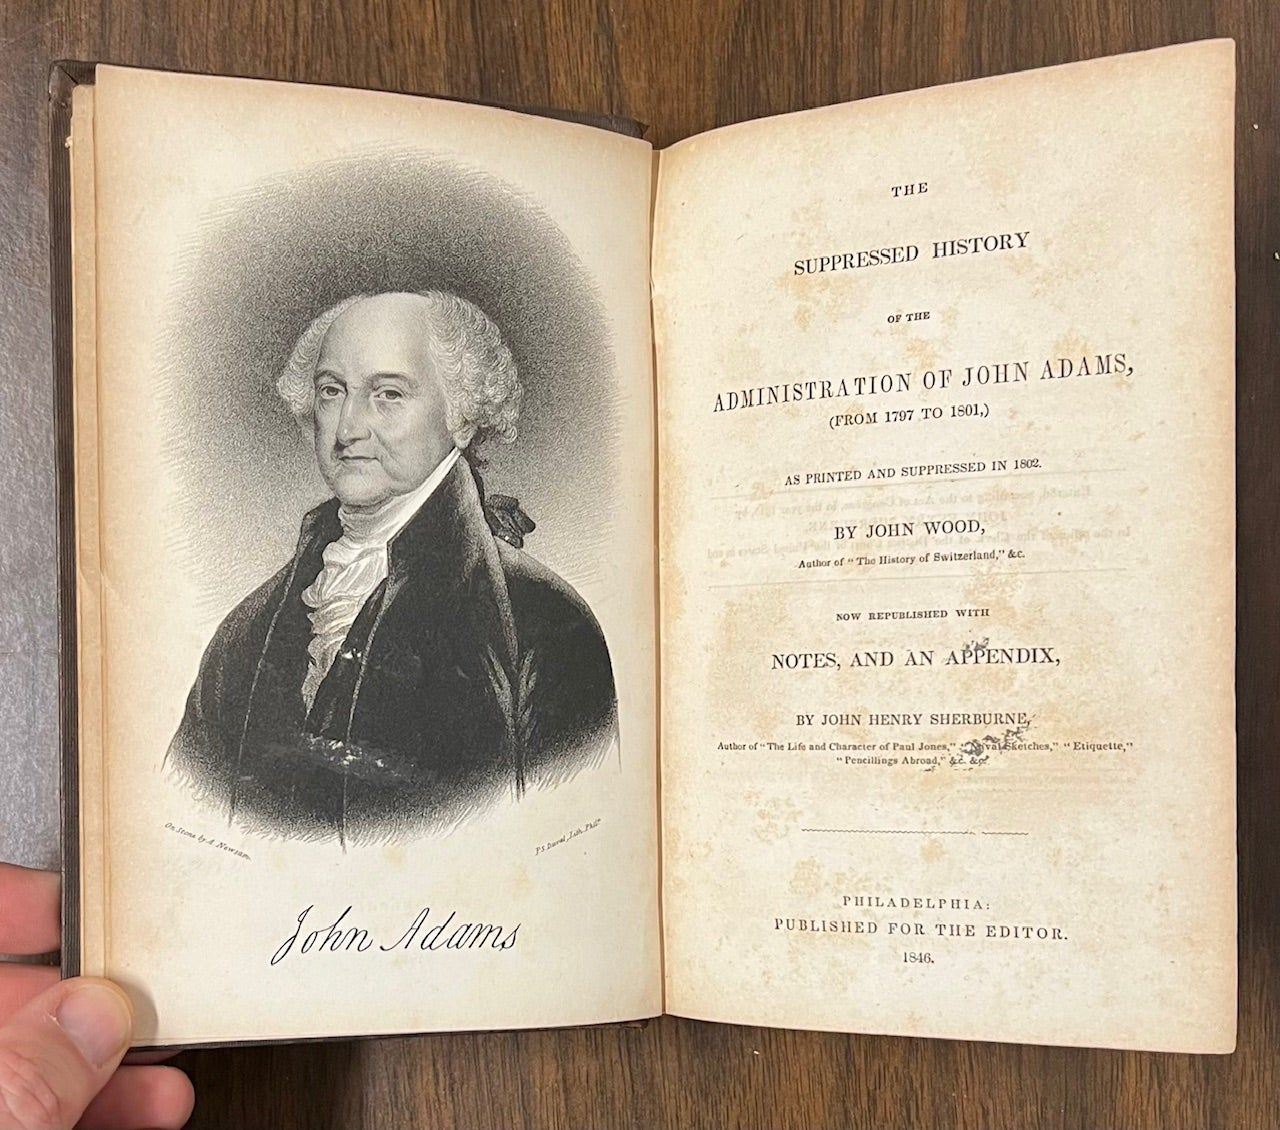 On Stone by A. Newsam.
P.S. Duval, Lith. Phila
John Adams
THE
SUPPRESSED HISTORY
OF THE
ADMINISTRATION OF JOHN ADAMS,
(FROM 1797 TO 1801,)
AS PRINTED AND SUPPRESSED IN 1802.
BY JOHN WOOD,
Author of "The History of Switzerland," &c.
NOW REPUBLISHED WITH
NOTES, AND AN APPENDIX,
BY JOHN HENRY SHERBURNE,
Author of "The Life and Character of Paul Jones," "Naval Sketches," "Etiquette,"
"Pencillings Abroad," &c. &c.
PHILADELPHIA:
PUBLISHED FOR THE EDITOR.
1846.